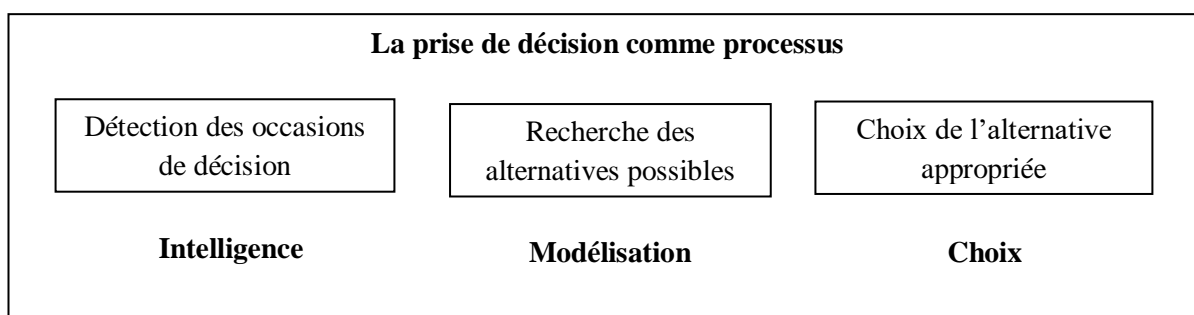 La prise de décision comme processus
Détection des occasions
de décision
Recherche des
alternatives possibles
Choix de l’alternative
appropriée
Intelligence
Modélisation
Choix